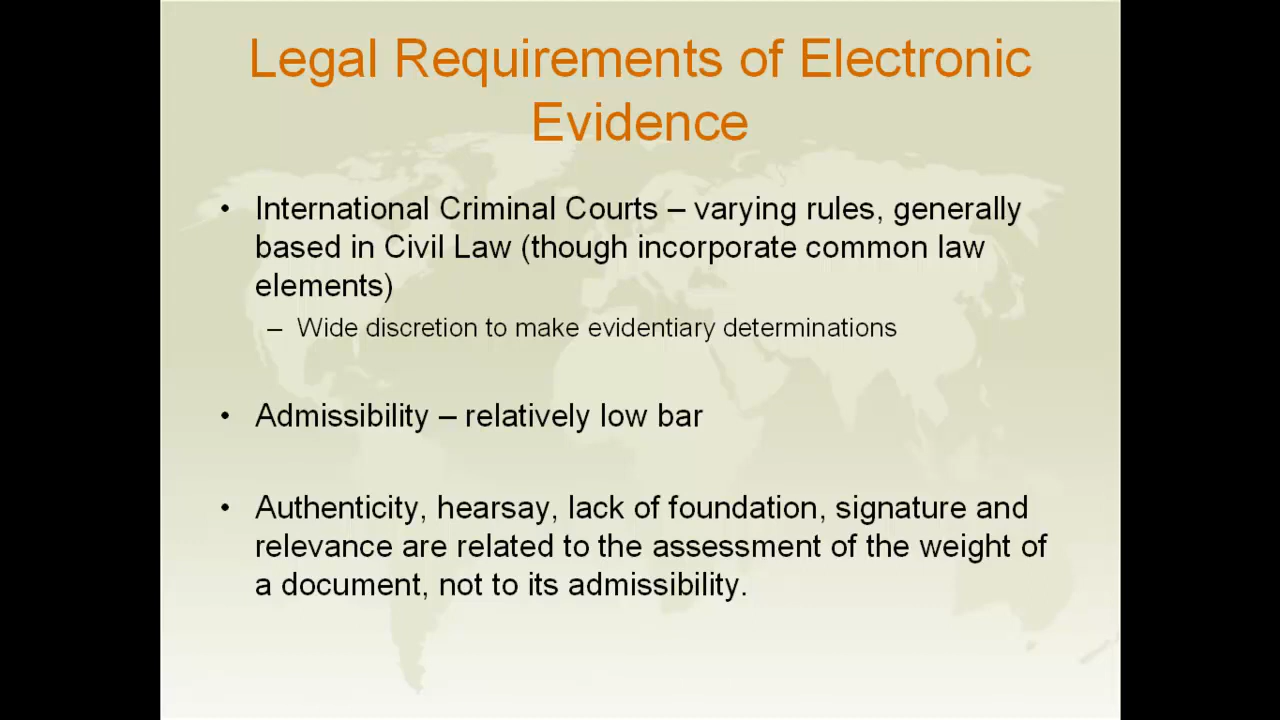 Legal Requirements of Electronic
Evidence
• International Criminal Courts – varying rules, generally
based in Civil Law (though incorporate common law
elements)
– Wide discretion to make evidentiary determinations
• Admissibility – relatively low bar
• Authenticity, hearsay, lack of foundation, signature and
relevance are related to the assessment of the weight of
a document, not to its admissibility.